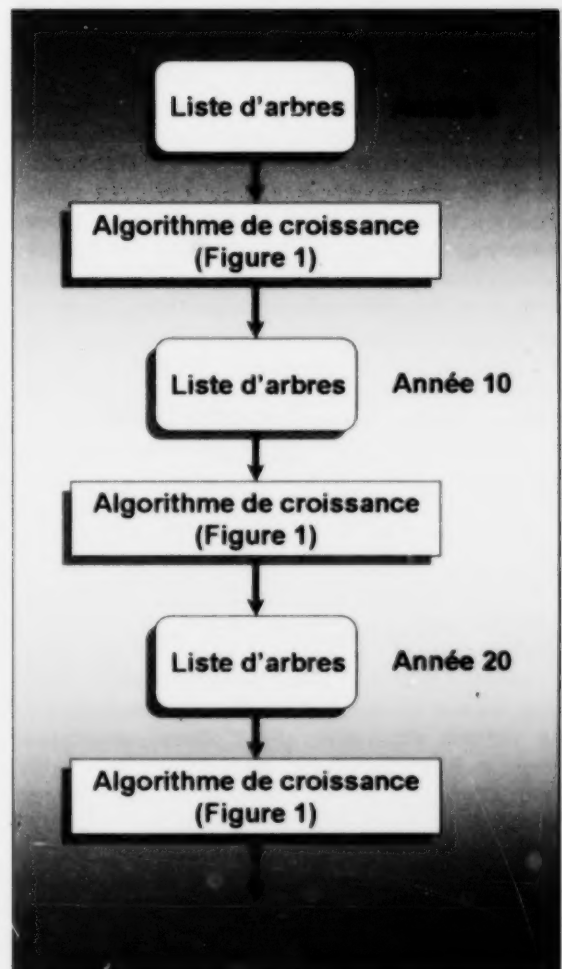 Liste d'arbres
Algorithme de croissance
(Figure 1)
Liste d'arbres Année 10
Algorithme de croissance
(Figure 1)
Liste d'arbres Année 20
Algorithme de croissance
(Figure 1)